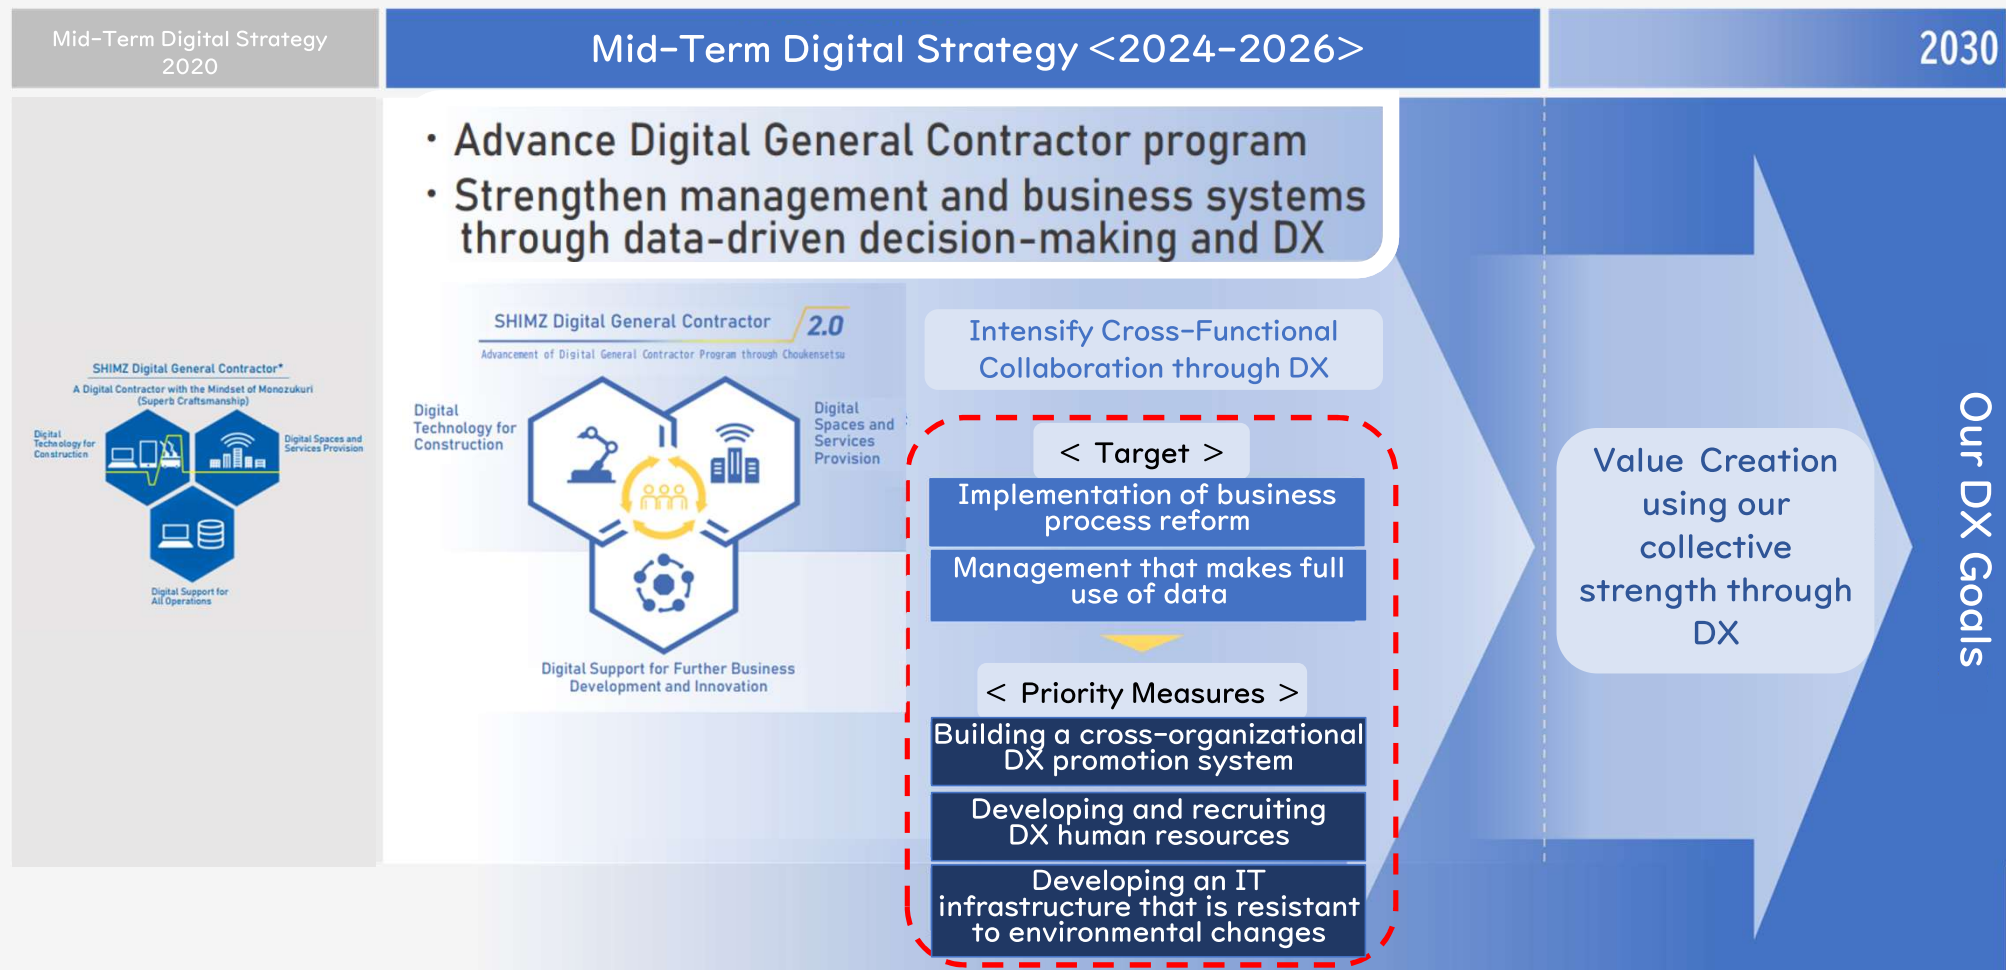 Mid-Term Digital Strategy
2020
Mid-Term Digital Strategy <2024-2026>
2030
SHIMZ Digital General Contractor*
A Digital Contractor with the Mindset of Monozukuri
(Superb Craftsmanship)
Digital
Technology for
Construction
Digital Spaces and
Services Provision
Digital Support for
All Operations
・Advance Digital General Contractor program
・Strengthen management and business systems
through data-driven decision-making and DX
SHIMZ Digital General Contractor 2.0
Advancement of Digital General Contractor Program through Choukensetsu
Digital
Technology for
Construction
Digital
Spaces and
Services
Provision
Digital Support for Further Business
Development and Innovation
Intensify Cross-Functional
Collaboration through DX
< Target >
Implementation of business
process reform
Management that makes full
use of data
< Priority Measures >
Building a cross-organizational
DX promotion system
Developing and recruiting
DX human resources
Developing an IT
infrastructure that is resistant
to environmental changes
Value Creation
using our
collective
strength through
DX
Our DX Goals